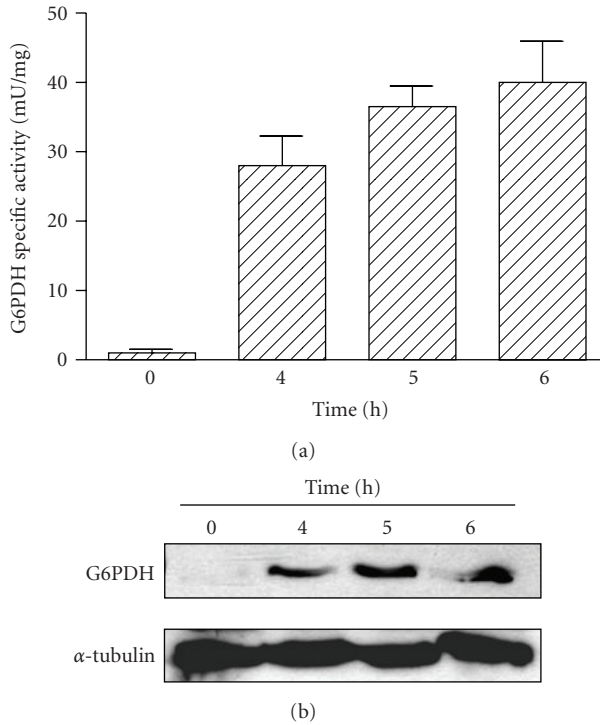 50
40
30
20
10
0
G6PDH specific activity (mU/mg)
0 4 5 6
Time (h)
(a)
Time (h)
0 4 5 6
G6PDH
α-tubulin
(b)